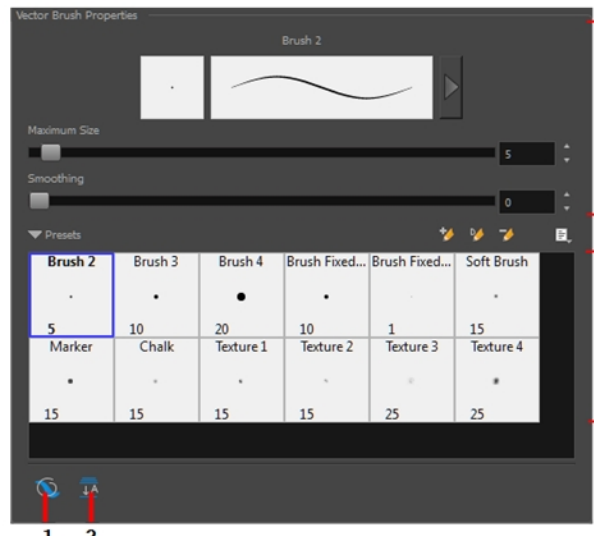 Vector Brush Properties
Brush 2
Maximum Size
5
Smoothing
0
Presets
Brush 2 Brush 3 Brush 4 Brush Fixed... Brush Fixed... Soft Brush
5 10 20 10 1 15
Marker Chalk Texture 1 Texture 2 Texture 3 Texture 4
15 15 15 15 25 25
A
1